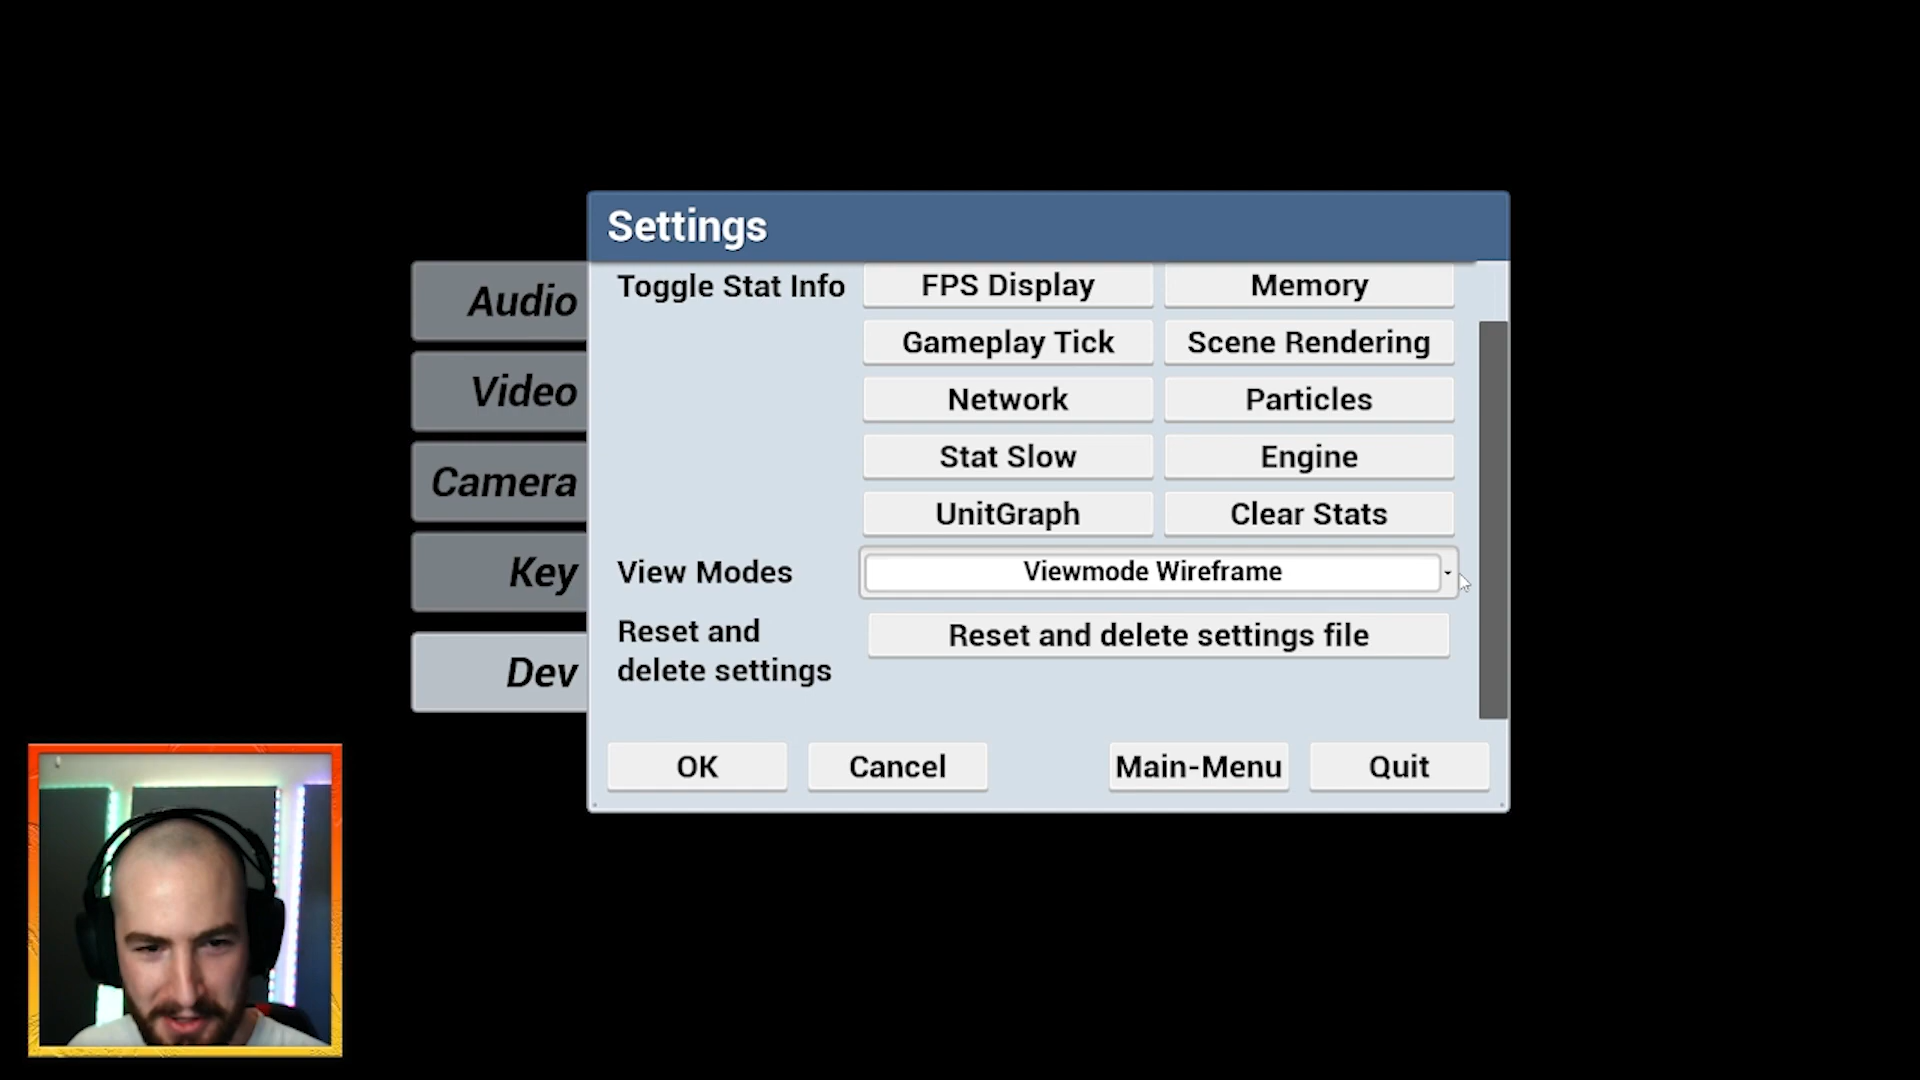 Settings
Audio
Video
Camera
Key
Dev
Toggle Stat Info
FPS Display
Memory
Gameplay Tick
Scene Rendering
Network
Particles
Stat Slow
Engine
UnitGraph
Clear Stats
View Modes
Viewmode Wireframe
Reset and
delete settings
Reset and delete settings file
OK
Cancel
Main-Menu
Quit